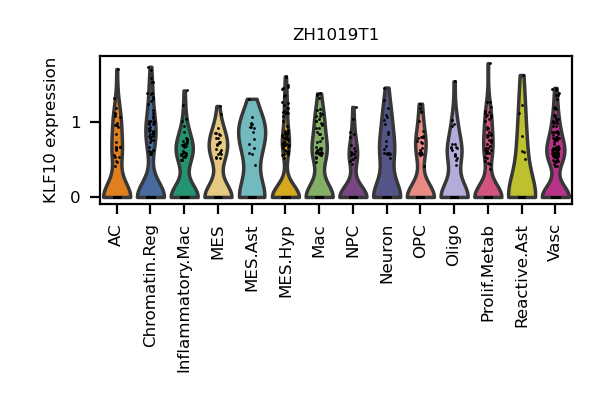 ZH1019T1
KLF10 expression
1
0
AC
Chromatin.Reg
Inflammatory.Mac
MES
MES.Ast
MES.Hyp
Mac
NPC
Neuron
OPC
Oligo
Prolif.Metab
Reactive.Ast
Vasc